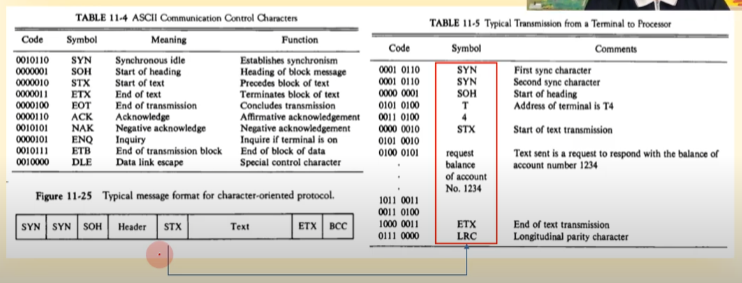 TABLE 11-4 ASCII Communication Control Characters
Code Symbol Meaning Function
0010110 SYN Synchronous idle Establishes synchronism
0000001 SOH Start of heading Heading of block message
0000010 STX Start of text Precedes block of text
0000011 ETX End of text Terminates block of text
0000100 EOT End of transmission Concludes transmission
0000110 ACK Acknowledge Affirmative acknowledgement
0010101 NAK Negative acknowledge Negative acknowledgement
0000101 ENQ Inquiry Inquire if terminal is on
0010111 ETB End of transmission block End of block of data
0010000 DLE Data link escape Special control character
Figure 11-25 Typical message format for character-oriented protocol.
SYN SYN SOH Header STX Text ETX BCC
TABLE 11-5 Typical Transmission from a Terminal to Processor
Code Symbol Comments
0001 0110 SYN First sync character
0001 0110 SYN Second sync character
0000 0001 SOH Start of heading
0101 0100 T Address of terminal is T4
0011 0100 4
0000 0010 STX Start of text transmission
0101 0010
0100 0101 request Text sent is a request to respond with the balance of
. balance account number 1234
. of account
. No. 1234
1011 0011
0011 0100
1000 0011 ETX End of text transmission
0111 0000 LRC Longitudinal parity character